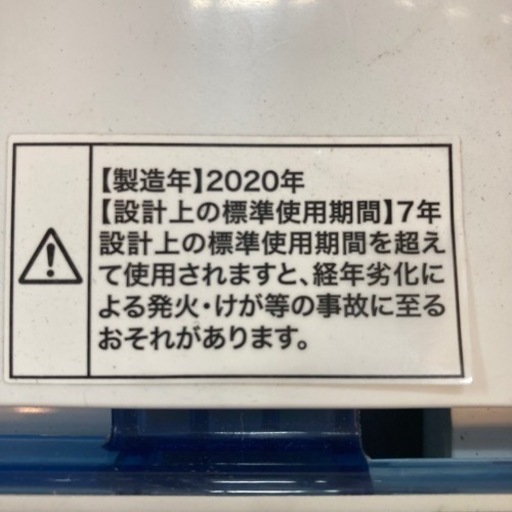 【製造年】2020年
【設計上の標準使用期間】7年
設計上の標準使用期間を超え
て使用されますと、経年劣化に
よる発火・けが等の事故に至る
おそれがあります。